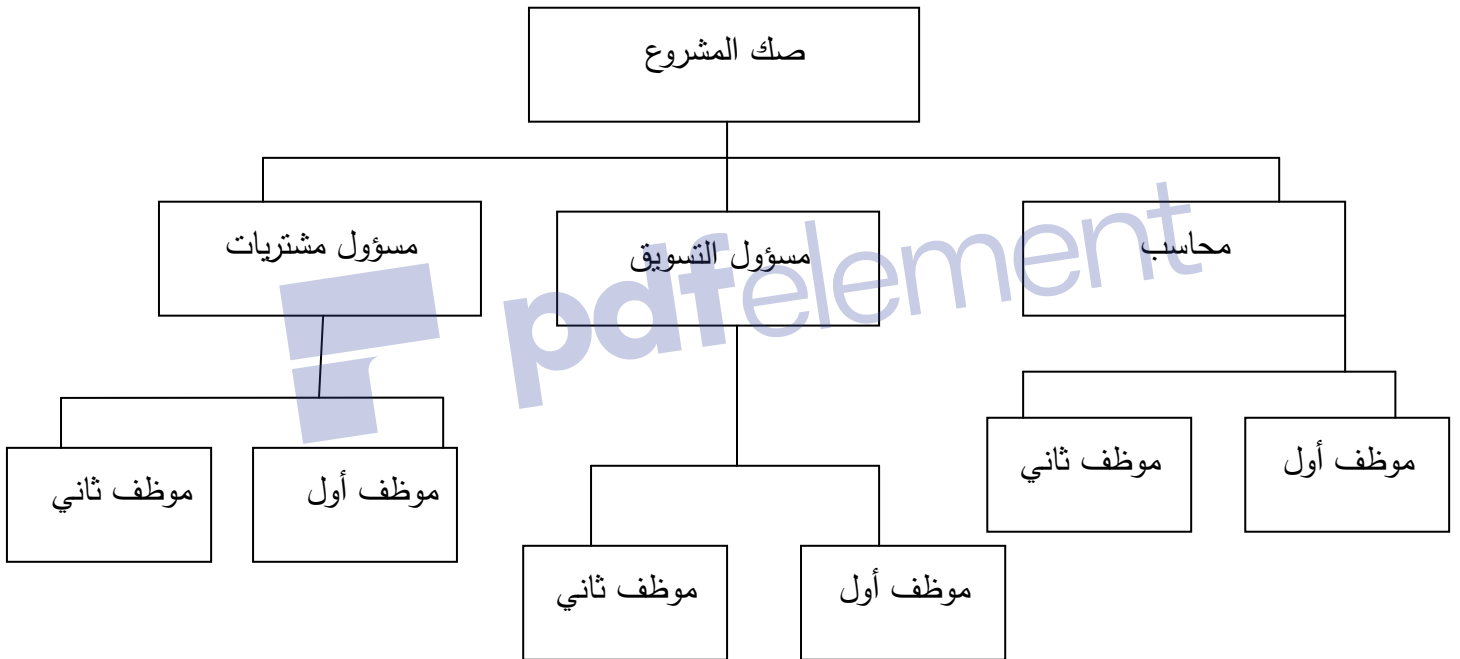 صك المشروع
محاسب
مسؤول التسويق
مسؤول مشتريات
pdfelement
موظف أول
موظف ثاني
موظف أول
موظف ثاني
موظف أول
موظف ثاني